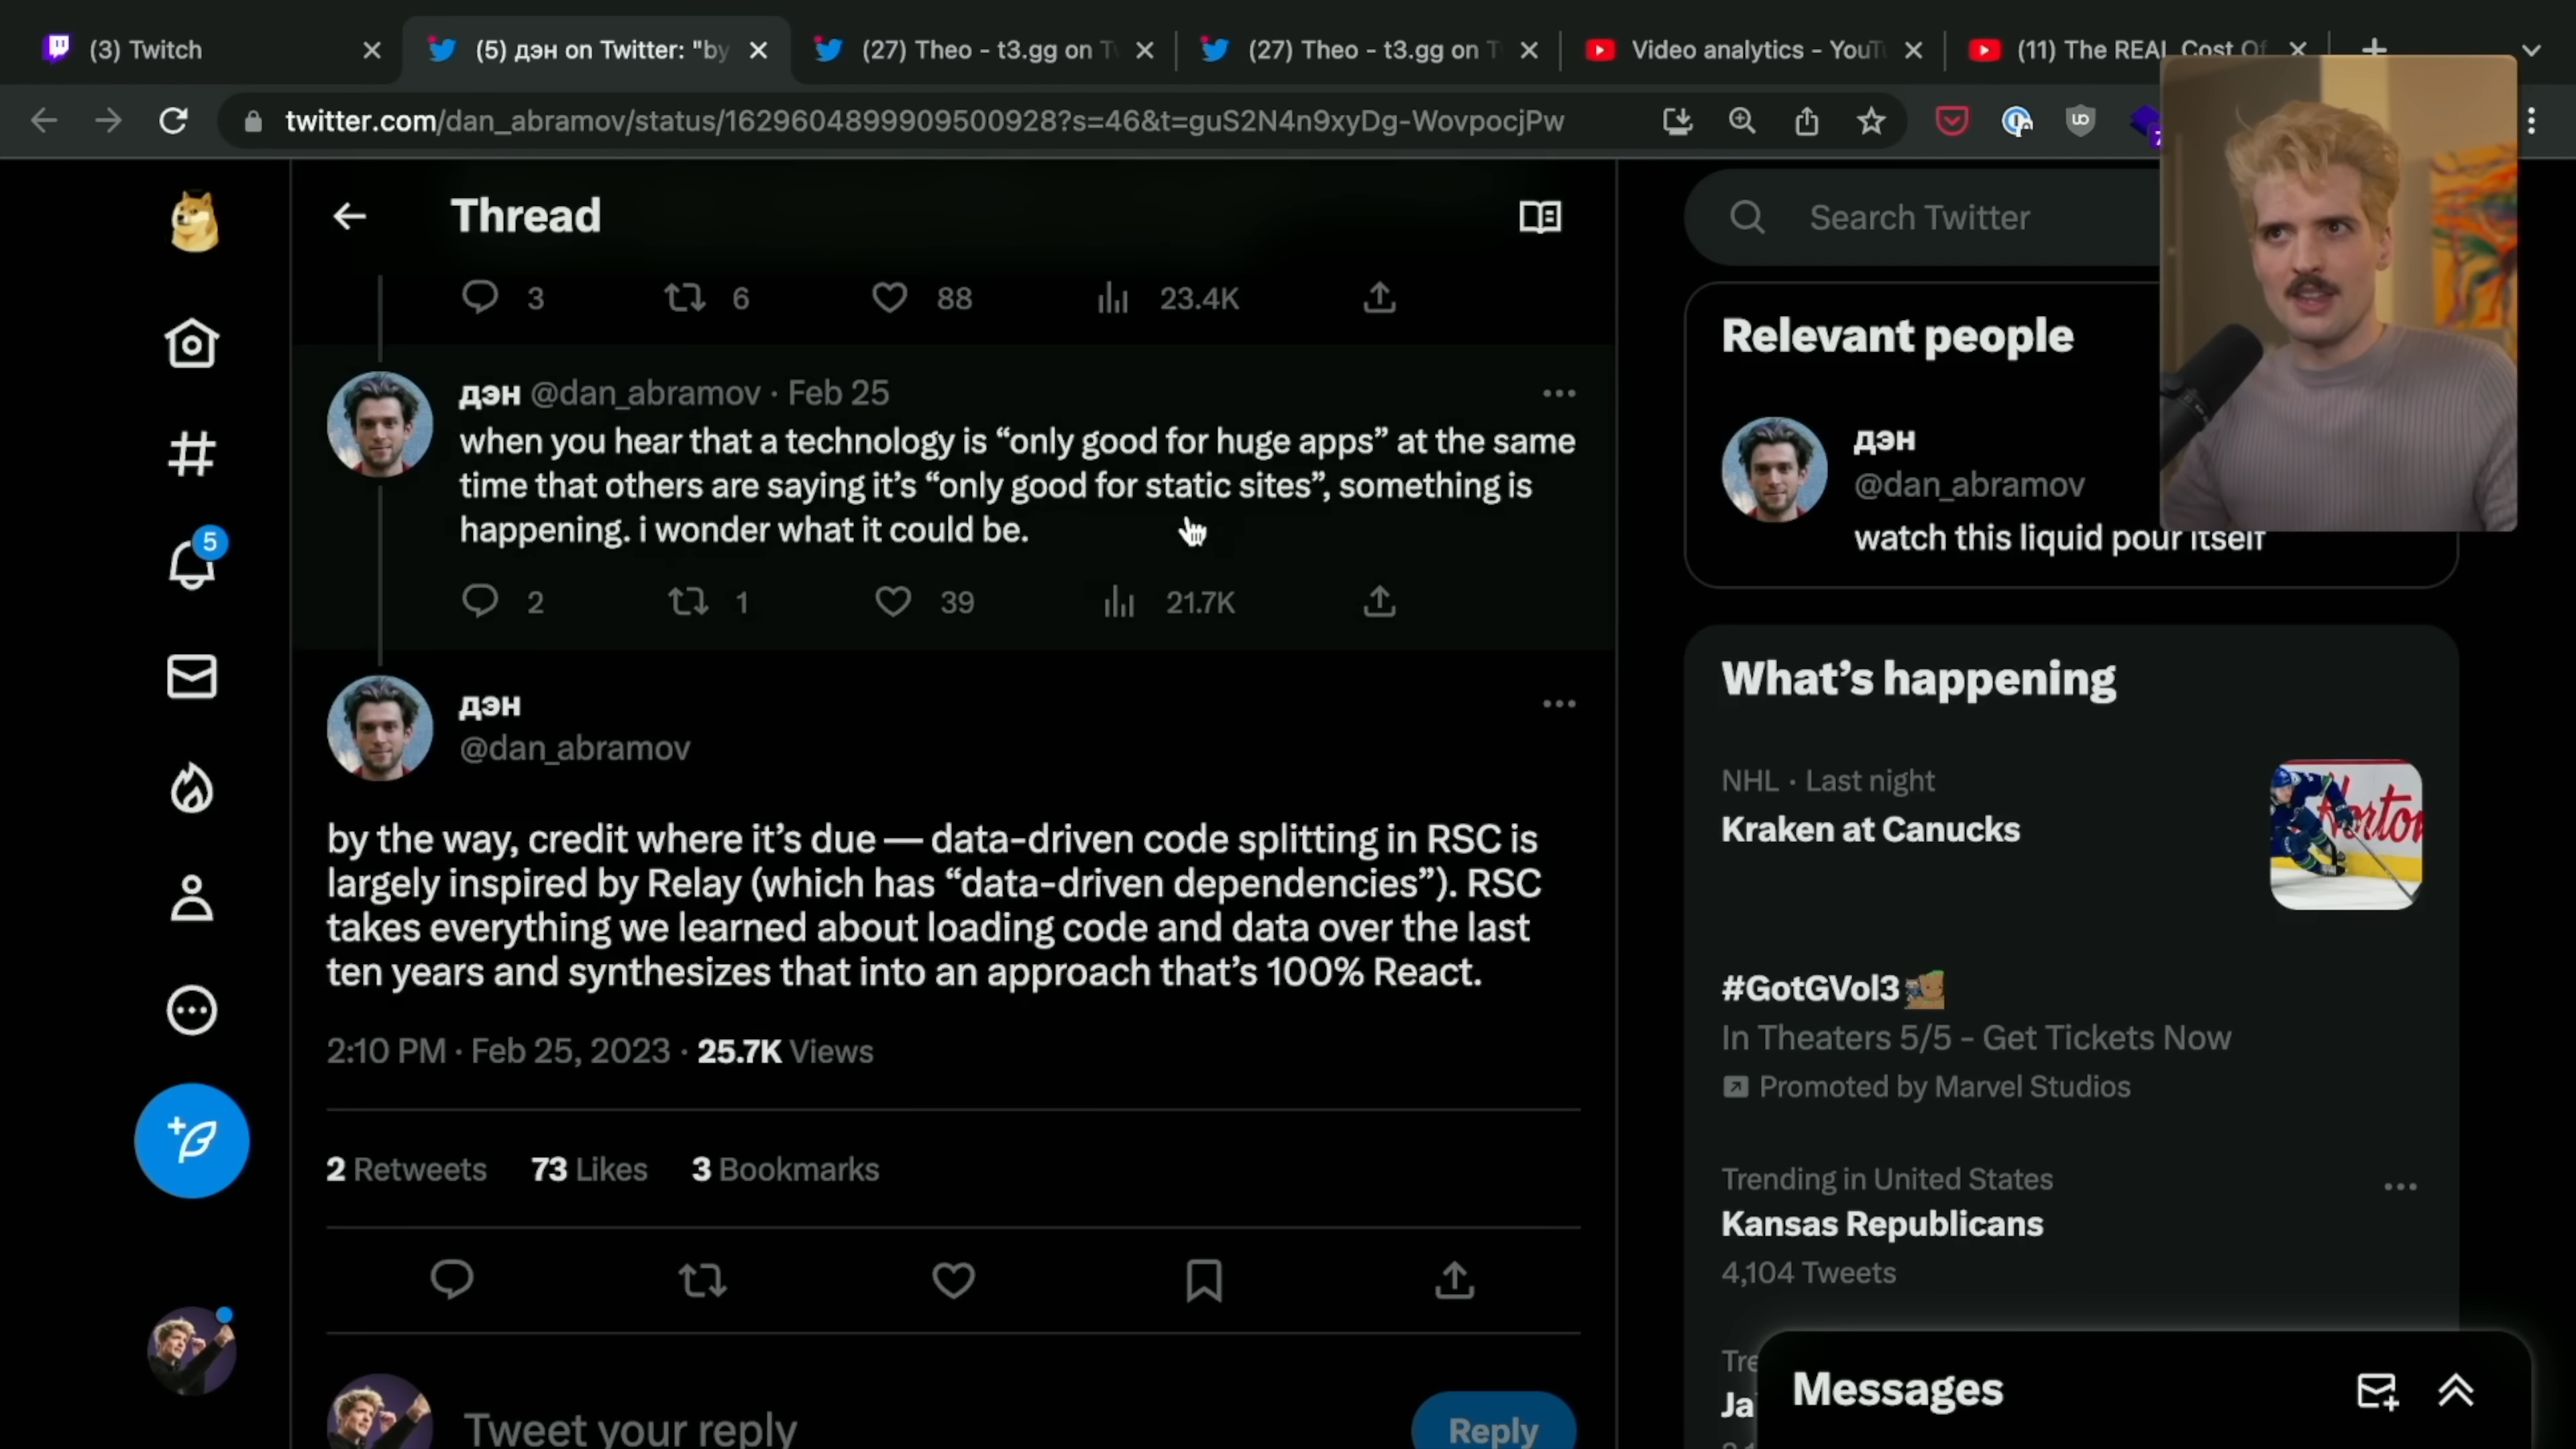 (3) Twitch
(5) дэн on Twitter: "by
(27) Theo - t3.gg on
(27) Theo - t3.gg on
Video analytics – YouTu
(11) The REAL Cost Of
twitter.com/dan_abramov/status/1629604899909500928?s=46&t=guS2N4n9xyDg-WovpocjPw
Thread
3 6 88 23.4K
дэн @dan_abramov · Feb 25
when you hear that a technology is “only good for huge apps” at the same
time that others are saying it’s “only good for static sites”, something is
happening. i wonder what it could be.
2 1 39 21.7K
дэн
@dan_abramov
by the way, credit where it’s due — data-driven code splitting in RSC is
largely inspired by Relay (which has “data-driven dependencies”). RSC
takes everything we learned about loading code and data over the last
ten years and synthesizes that into an approach that’s 100% React.
2:10 PM · Feb 25, 2023 · 25.7K Views
2 Retweets 73 Likes 3 Bookmarks
Tweet your reply
Reply
5
Search Twitter
Relevant people
дэн
@dan_abramov
watch this liquid pour itself
What’s happening
NHL · Last night
Kraken at Canucks
Norton
#GotGVol3
In Theaters 5/5 – Get Tickets Now
Promoted by Marvel Studios
Trending in United States
Kansas Republicans
4,104 Tweets
Tre
Ja
Messages